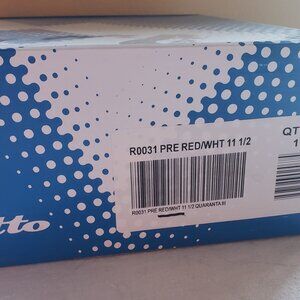 R0031 PRE RED/WHT 11 1/2
QT
1
R0031 PRE RED/WHT 11 1/2 QUARANTA III
tto